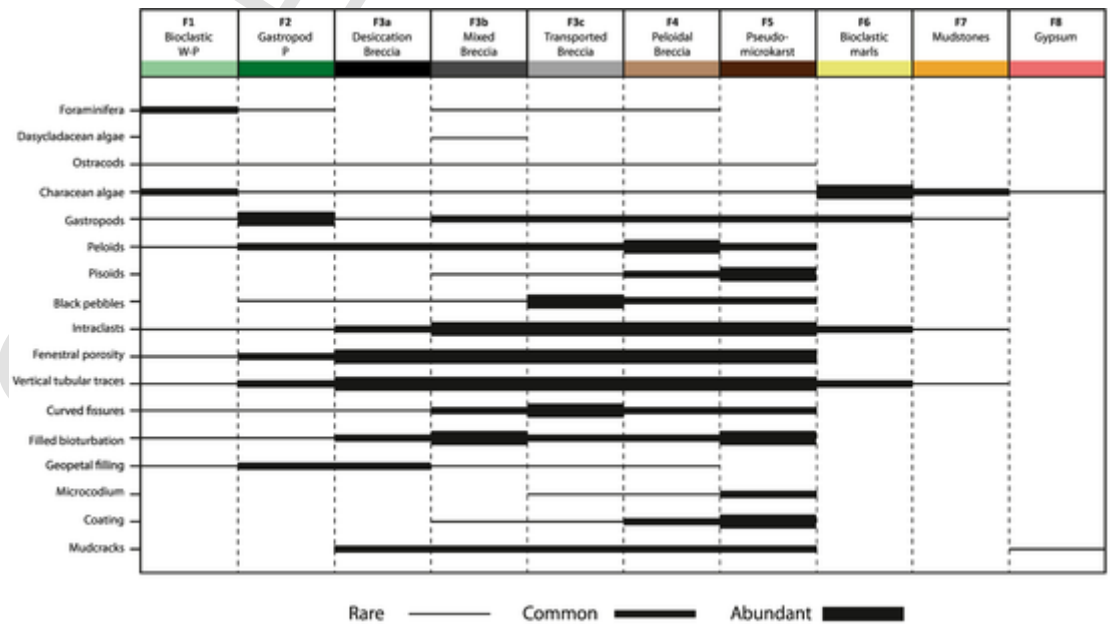 F1 F2 F3a F3b F3c F4 F5 F6 F7 F8
Bioclastic Gastropod Desiccation Mixed Transported Peloidal Pseudo- Bioclastic Mudstones Gypsum
W-P P Breccia Breccia Breccia Breccia microkarst marls
Foraminifera
Dasycladacean algae
Ostracods
Characean algae
Gastropods
Peloids
Pisoids
Black pebbles
Intraclasts
Fenestral porosity
Vertical tubular traces
Curved fissures
Filled bioturbation
Geopetal filling
Microcodium
Coating
Mudcracks
Rare Common Abundant